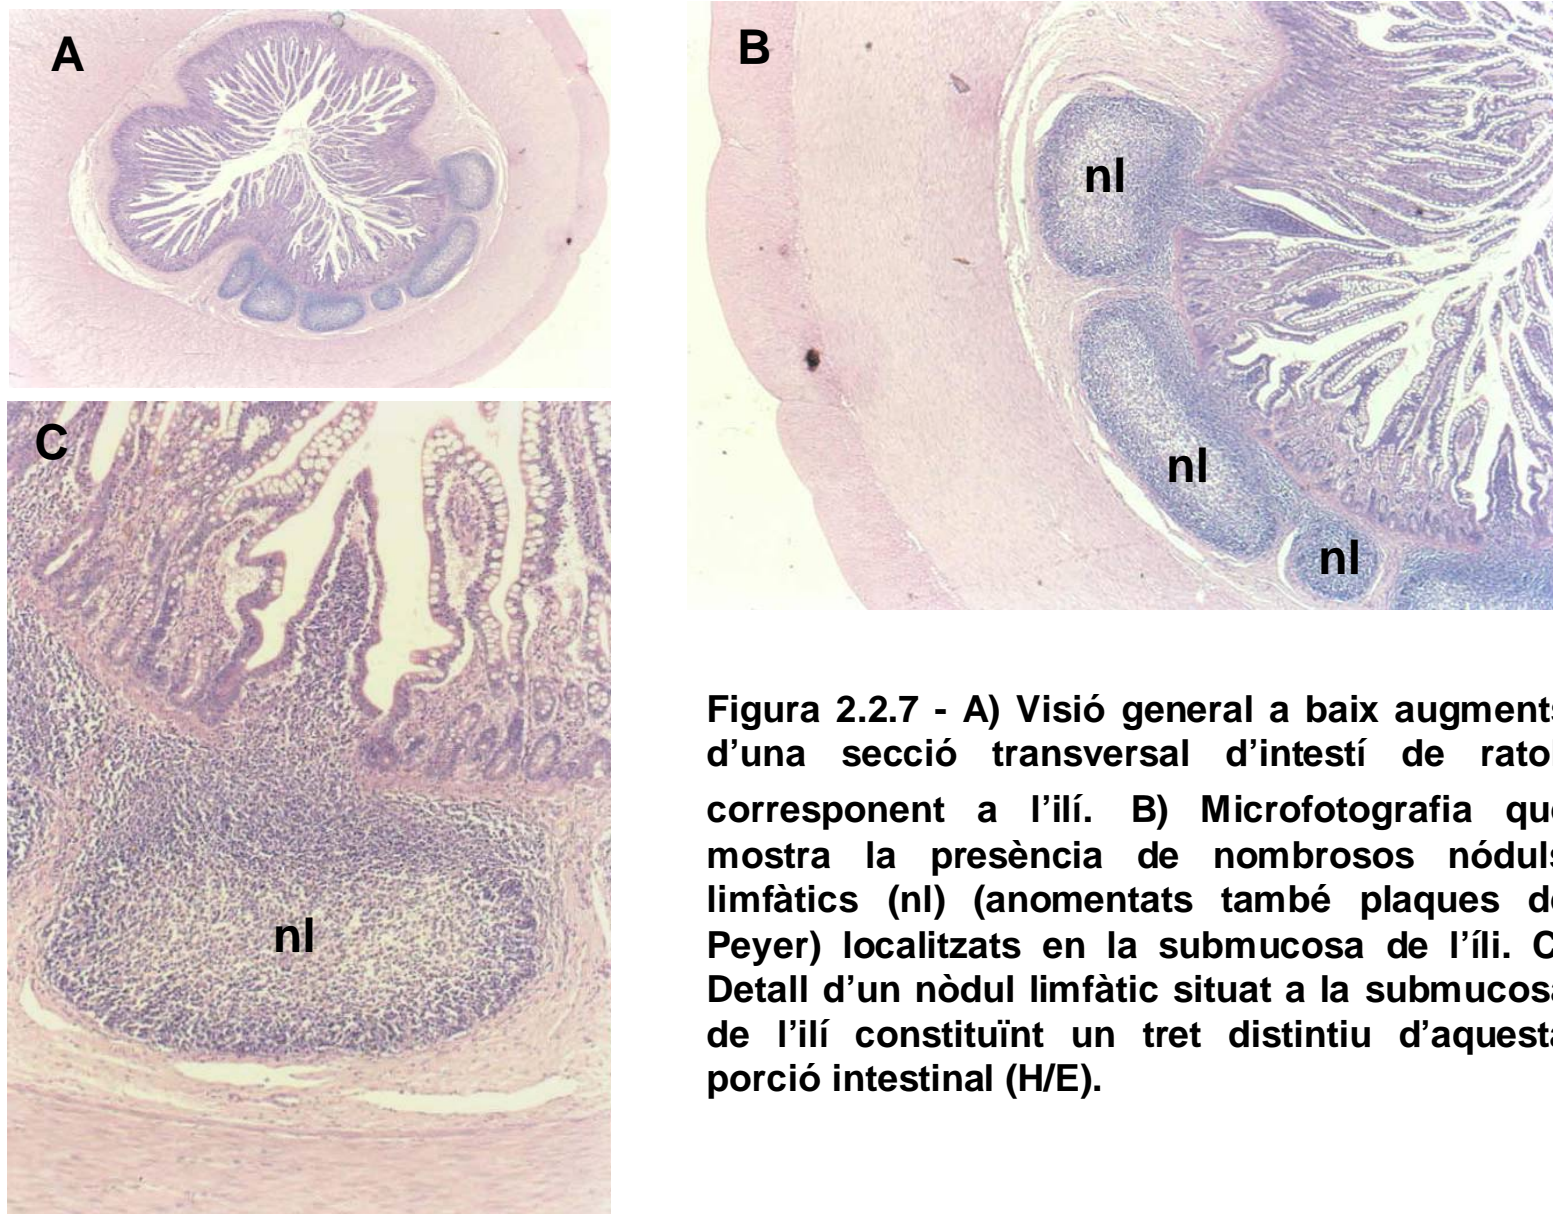 A
B
nl
nl
nl
C
nl
Figura 2.2.7 - A) Visió general a baix augments
d’una secció transversal d’intestí de ratol
corresponent a l’ilí. B) Microfotografia que
mostra la presència de nombrosos nóduls
limfàtics (nl) (anomentats també plaques de
Peyer) localitzats en la submucosa de l’íli. C)
Detall d’un nòdul limfàtic situat a la submucosa
de l’ilí constituïnt un tret distintiu d’aquesta
porció intestinal (H/E).